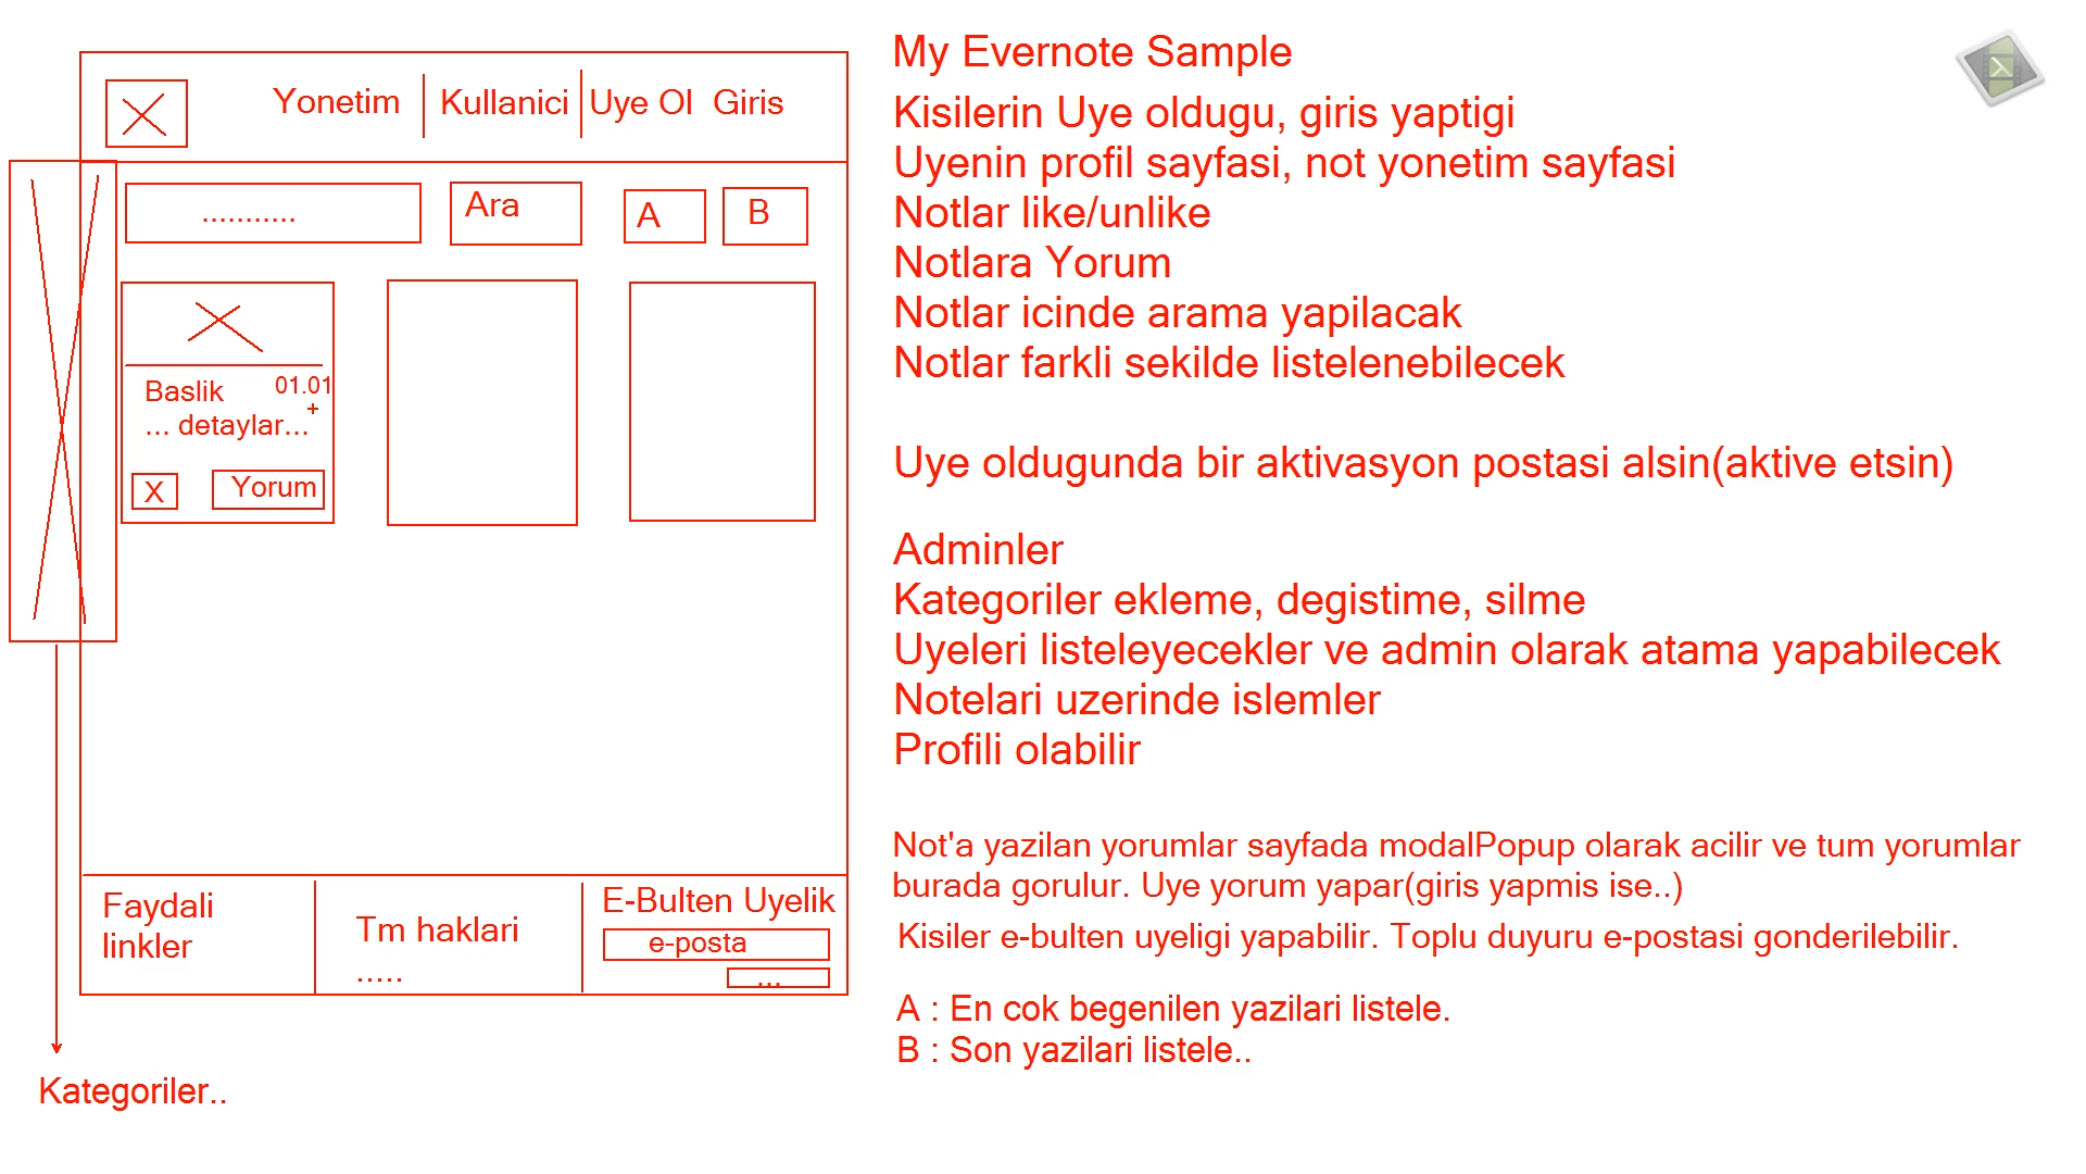 Yonetim Kullanici Uye Ol Giris
........... Ara A B
Baslik 01.01
+
... detaylar...
X Yorum
Faydali
linkler
Tm haklari
.....
E-Bulten Uyelik
e-posta
...
Kategoriler..
My Evernote Sample
Kisilerin Uye oldugu, giris yaptigi
Uyenin profil sayfasi, not yonetim sayfasi
Notlar like/unlike
Notlara Yorum
Notlar icinde arama yapilacak
Notlar farkli sekilde listelenebilecek
Uye oldugunda bir aktivasyon postasi alsin(aktive etsin)
Adminler
Kategoriler ekleme, degistime, silme
Uyeleri listeleyecekler ve admin olarak atama yapabilecek
Notelari uzerinde islemler
Profili olabilir
Not'a yazilan yorumlar sayfada modalPopup olarak acilir ve tum yorumlar
burada gorulur. Uye yorum yapar(giris yapmis ise..)
Kisiler e-bulten uyeligi yapabilir. Toplu duyuru e-postasi gonderilebilir.
A : En cok begenilen yazilari listele.
B : Son yazilari listele..